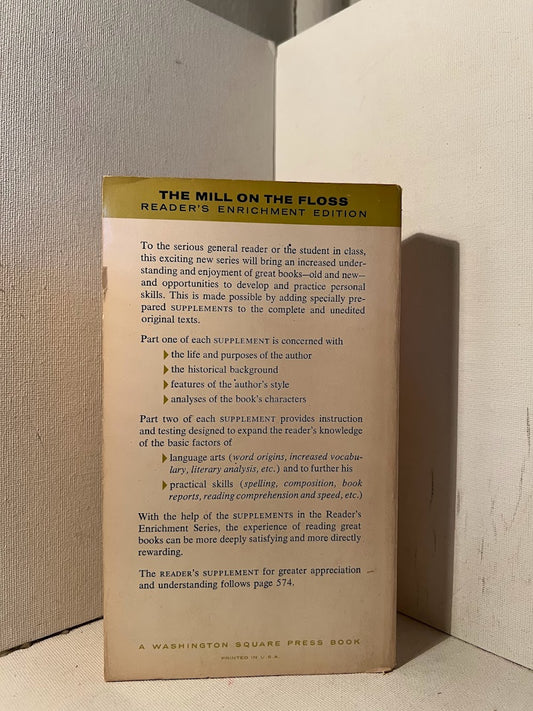 THE MILL ON THE FLOSS
READER'S ENRICHMENT EDITION
To the serious general reader or the student in class,
this exciting new series will bring an increased under-
standing and enjoyment of great books—old and new—
and opportunities to develop and practice personal
skills. This is made possible by adding specially pre-
pared SUPPLEMENTS to the complete and unedited
original texts.
Part one of each SUPPLEMENT is concerned with
the life and purposes of the author
the historical background
features of the author's style
analyses of the book's characters
Part two of each SUPPLEMENT provides instruction
and testing designed to expand the reader's knowledge
of the basic factors of
language arts (word origins, increased vocabu-
lary, literary analysis, etc.) and to further his
practical skills (spelling, composition, book
reports, reading comprehension and speed, etc.)
With the help of the SUPPLEMENTS in the Reader's
Enrichment Series, the experience of reading great
books can be more deeply satisfying and more directly
rewarding.
The READER'S SUPPLEMENT for greater appreciation
and understanding follows page 574.
A WASHINGTON SQUARE PRESS BOOK
PRINTED IN U.S.A.